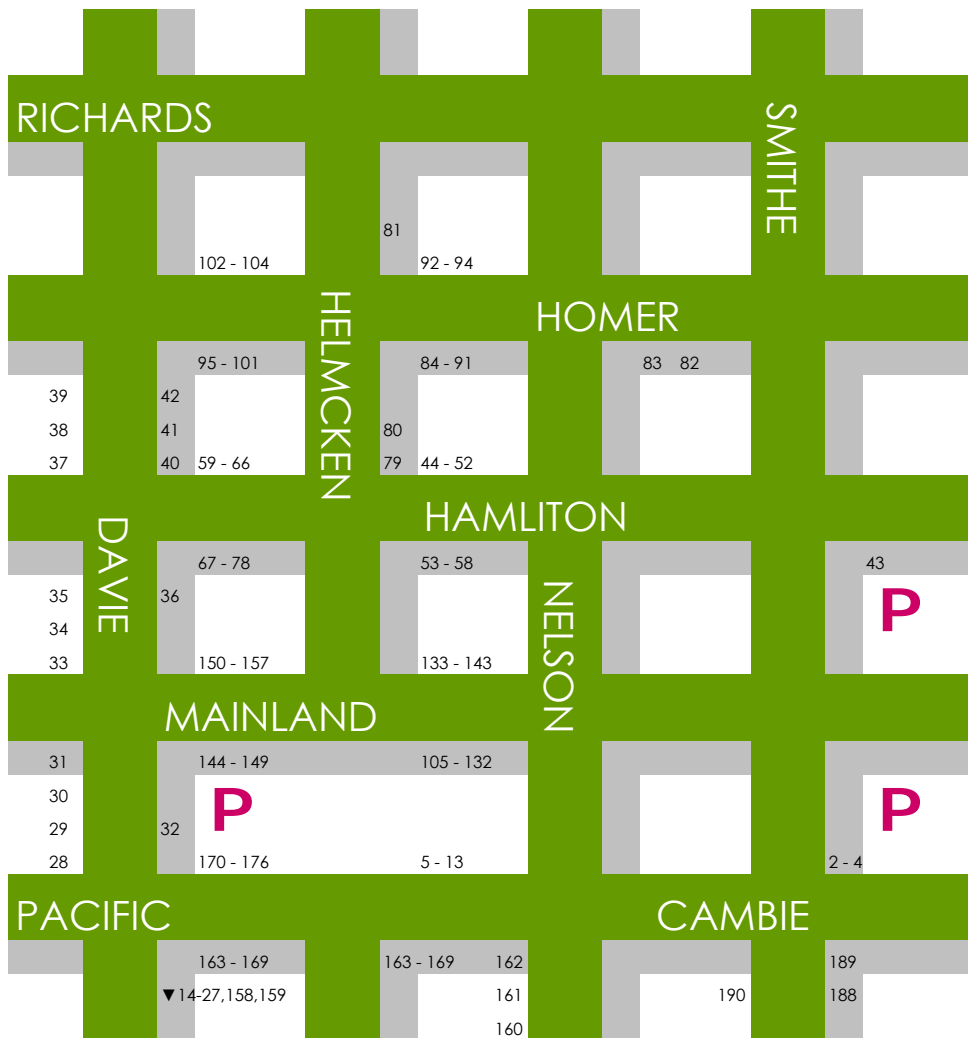 RICHARDS
SMITHE
81
102 - 104
92 - 94
HELMCKEN
HOMER
95 - 101
84 - 91
83
82
39
42
38
41
80
37
40
59 - 66
79
44 - 52
DAVIE
HAMLITON
67 - 78
53 - 58
43
35
36
NELSON
P
34
33
150 - 157
133 - 143
MAINLAND
31
144 - 149
105 - 132
30
P
P
29
32
28
170 - 176
5 - 13
2 - 4
PACIFIC
CAMBIE
163 - 169
163 - 169
162
189
▼14-27,158,159
161
190
188
160